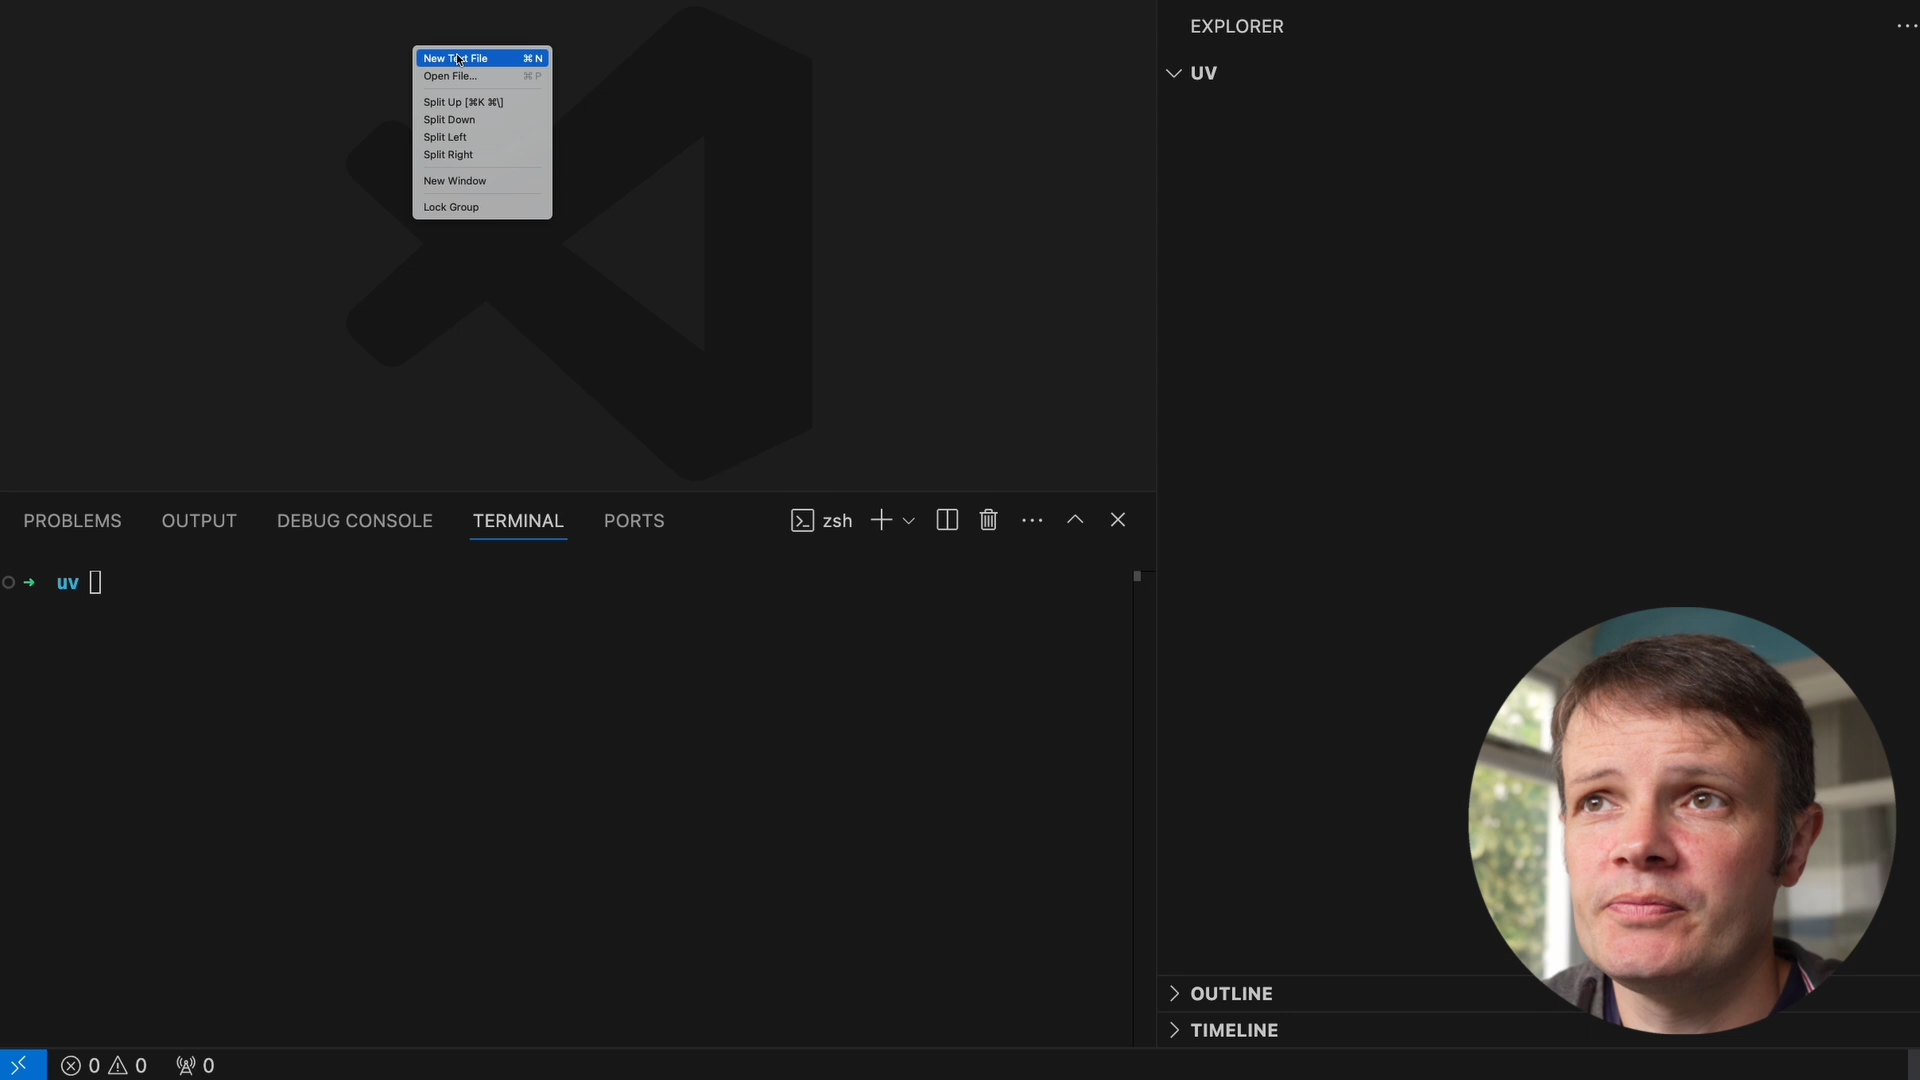 New Text File ⌘ N
Open File... ⌘ P
Split Up [⌘K ⌘\]
Split Down
Split Left
Split Right
New Window
Lock Group
EXPLORER
UV
PROBLEMS OUTPUT DEBUG CONSOLE TERMINAL PORTS zsh
➜ uv
OUTLINE
TIMELINE
0 0 0